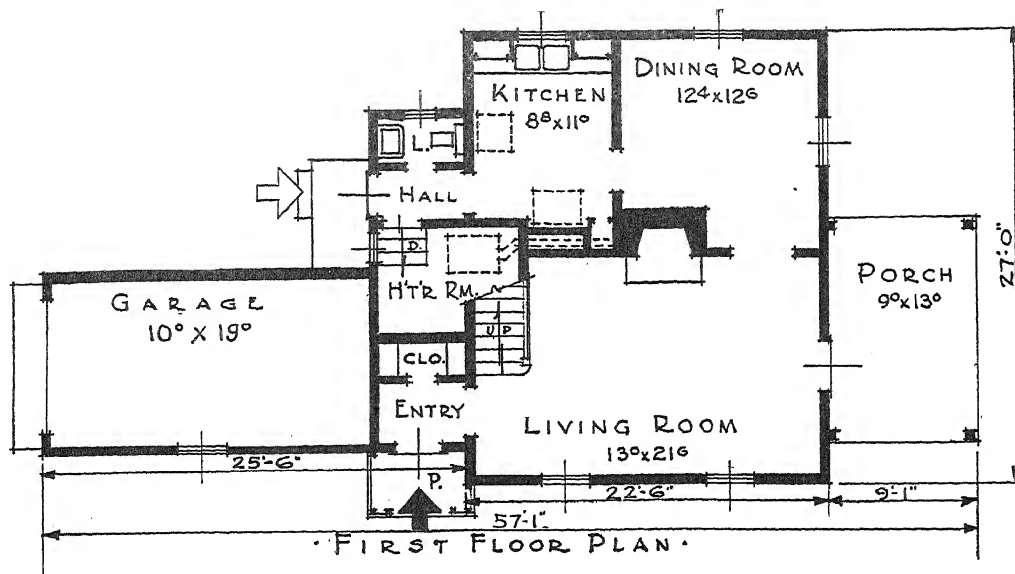 DINING ROOM
12⁴x12⁶
KITCHEN
8⁸x11⁰
L.
HALL
D.
27'-0"
PORCH
9⁰x13⁰
H'T'R RM.
GARAGE
10⁰ X 19⁰
UP
CLO.
ENTRY
LIVING ROOM
13⁰x21⁶
25'-6"
P.
22'-6"
9'-1"
57'-1"
·FIRST FLOOR PLAN·